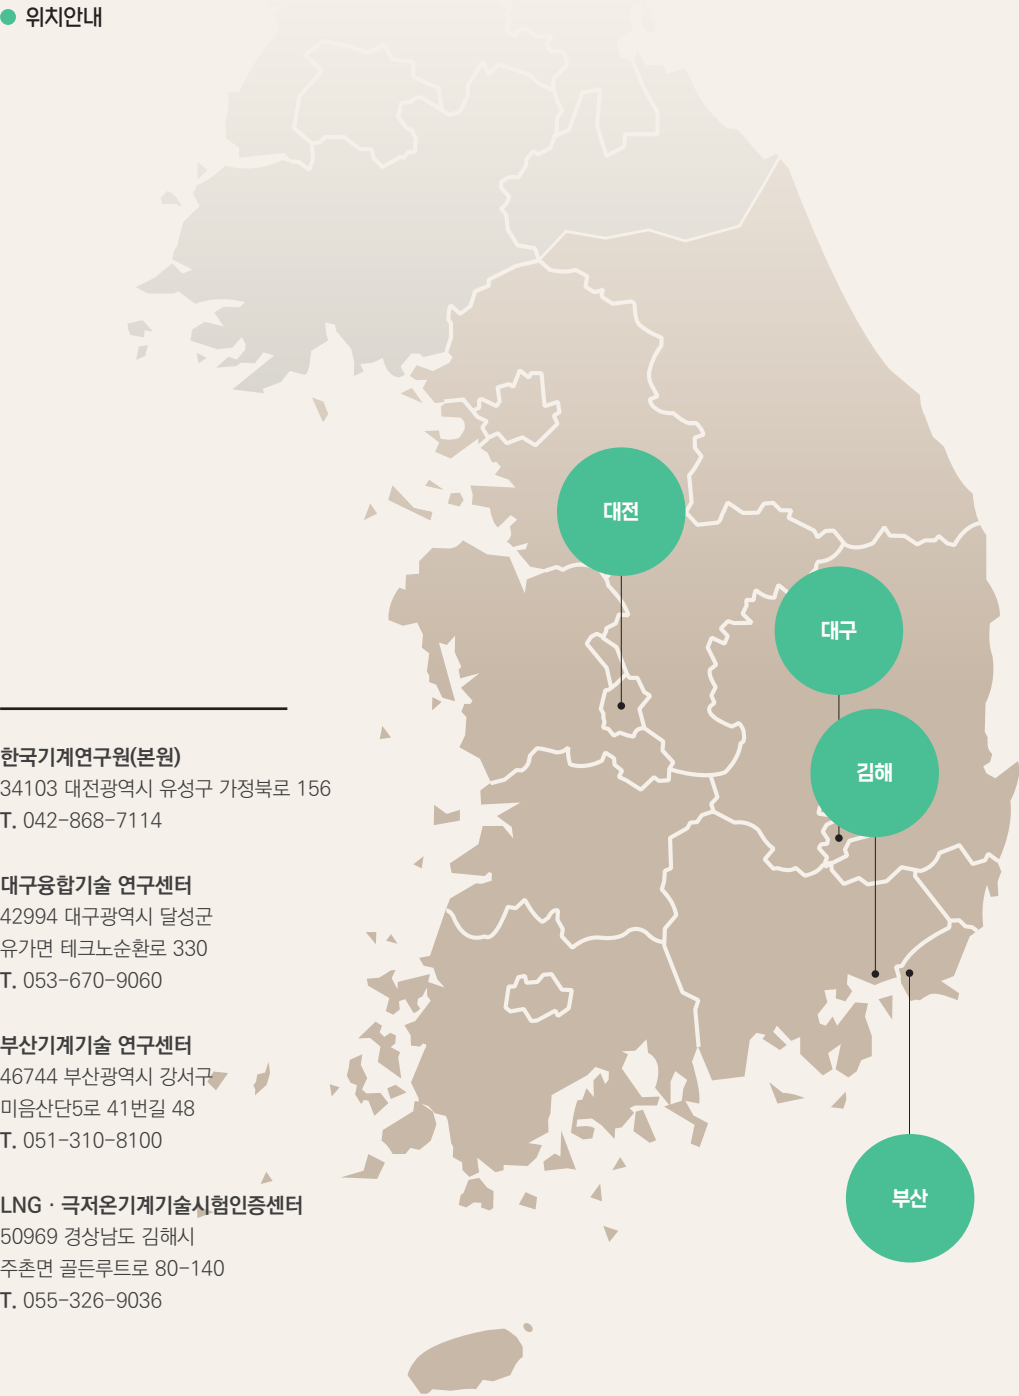 위치안내
대전
대구
김해
한국기계연구원(본원)
34103 대전광역시 유성구 가정북로 156
T. 042-868-7114
대구융합기술 연구센터
42994 대구광역시 달성군
유가면 테크노순환로 330
T. 053-670-9060
부산기계기술 연구센터
46744 부산광역시 강서구
미음산단5로 41번길 48
T. 051-310-8100
LNG · 극저온기계기술시험인증센터
50969 경상남도 김해시
주촌면 골든루트로 80-140
T. 055-326-9036
부산